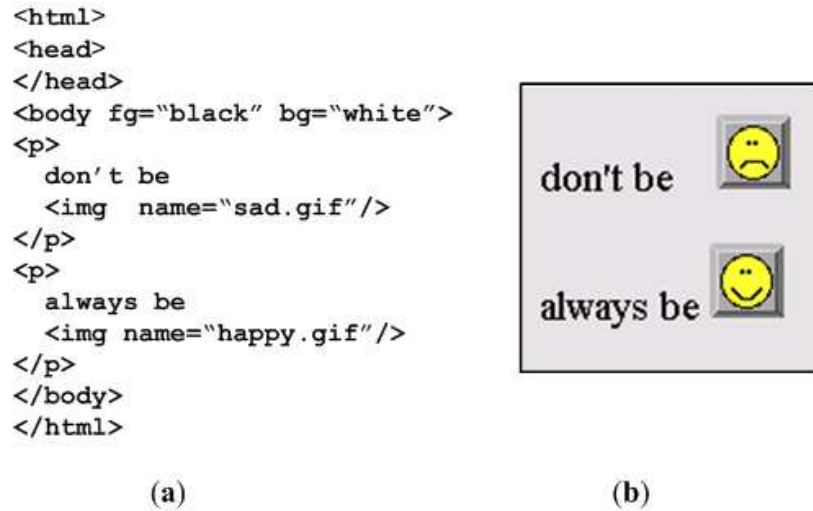 <html>
<head>
</head>
<body fg=“black” bg=“white”>
<p>
don’t be
<img name=“sad.gif”/>
</p>
<p>
always be
<img name=“happy.gif”/>
</p>
</body>
</html>
(a)
don't be
always be
(b)